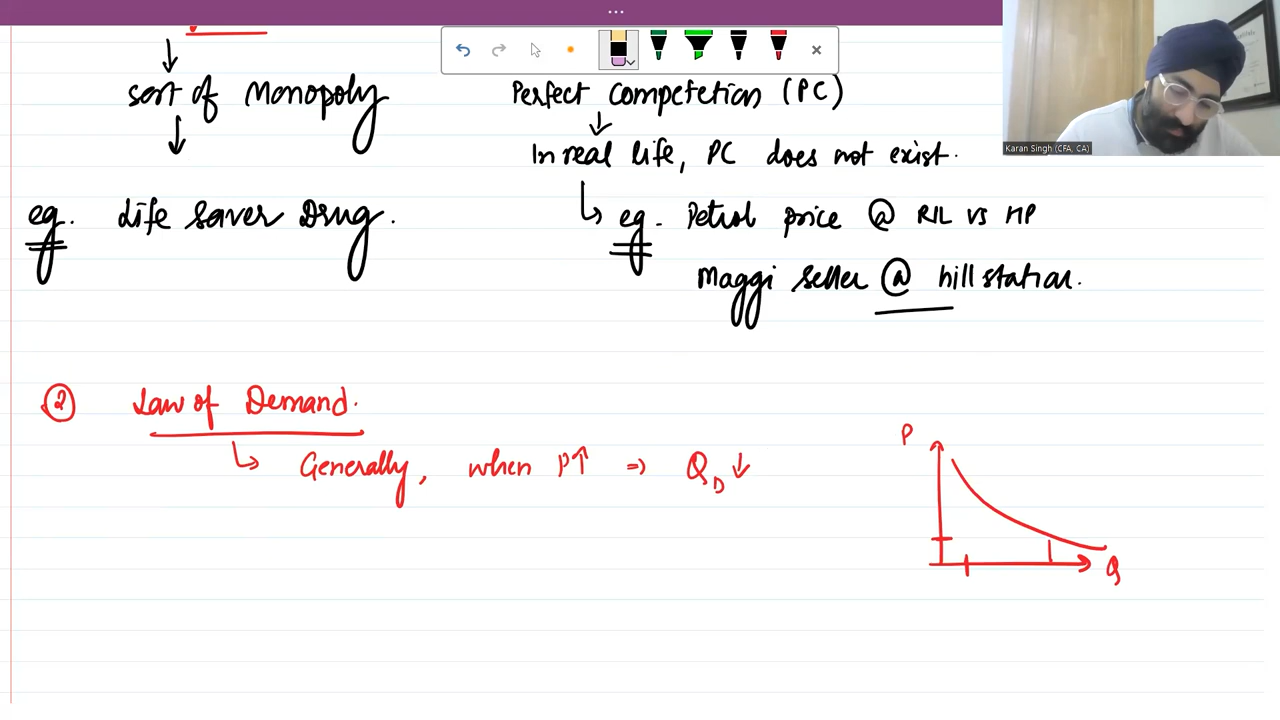 sort of Monopoly
Perfect Competetion (PC)
In real life, PC does not exist.
eg. Life Saver Drug.
eg. Petrol price @ RIL vs HP
Maggi Seller @ hill station.
Karan Singh (CFA, CA)
② Law of Demand.
Generally, when P↑ ⇒ Q_D ↓
P
Q